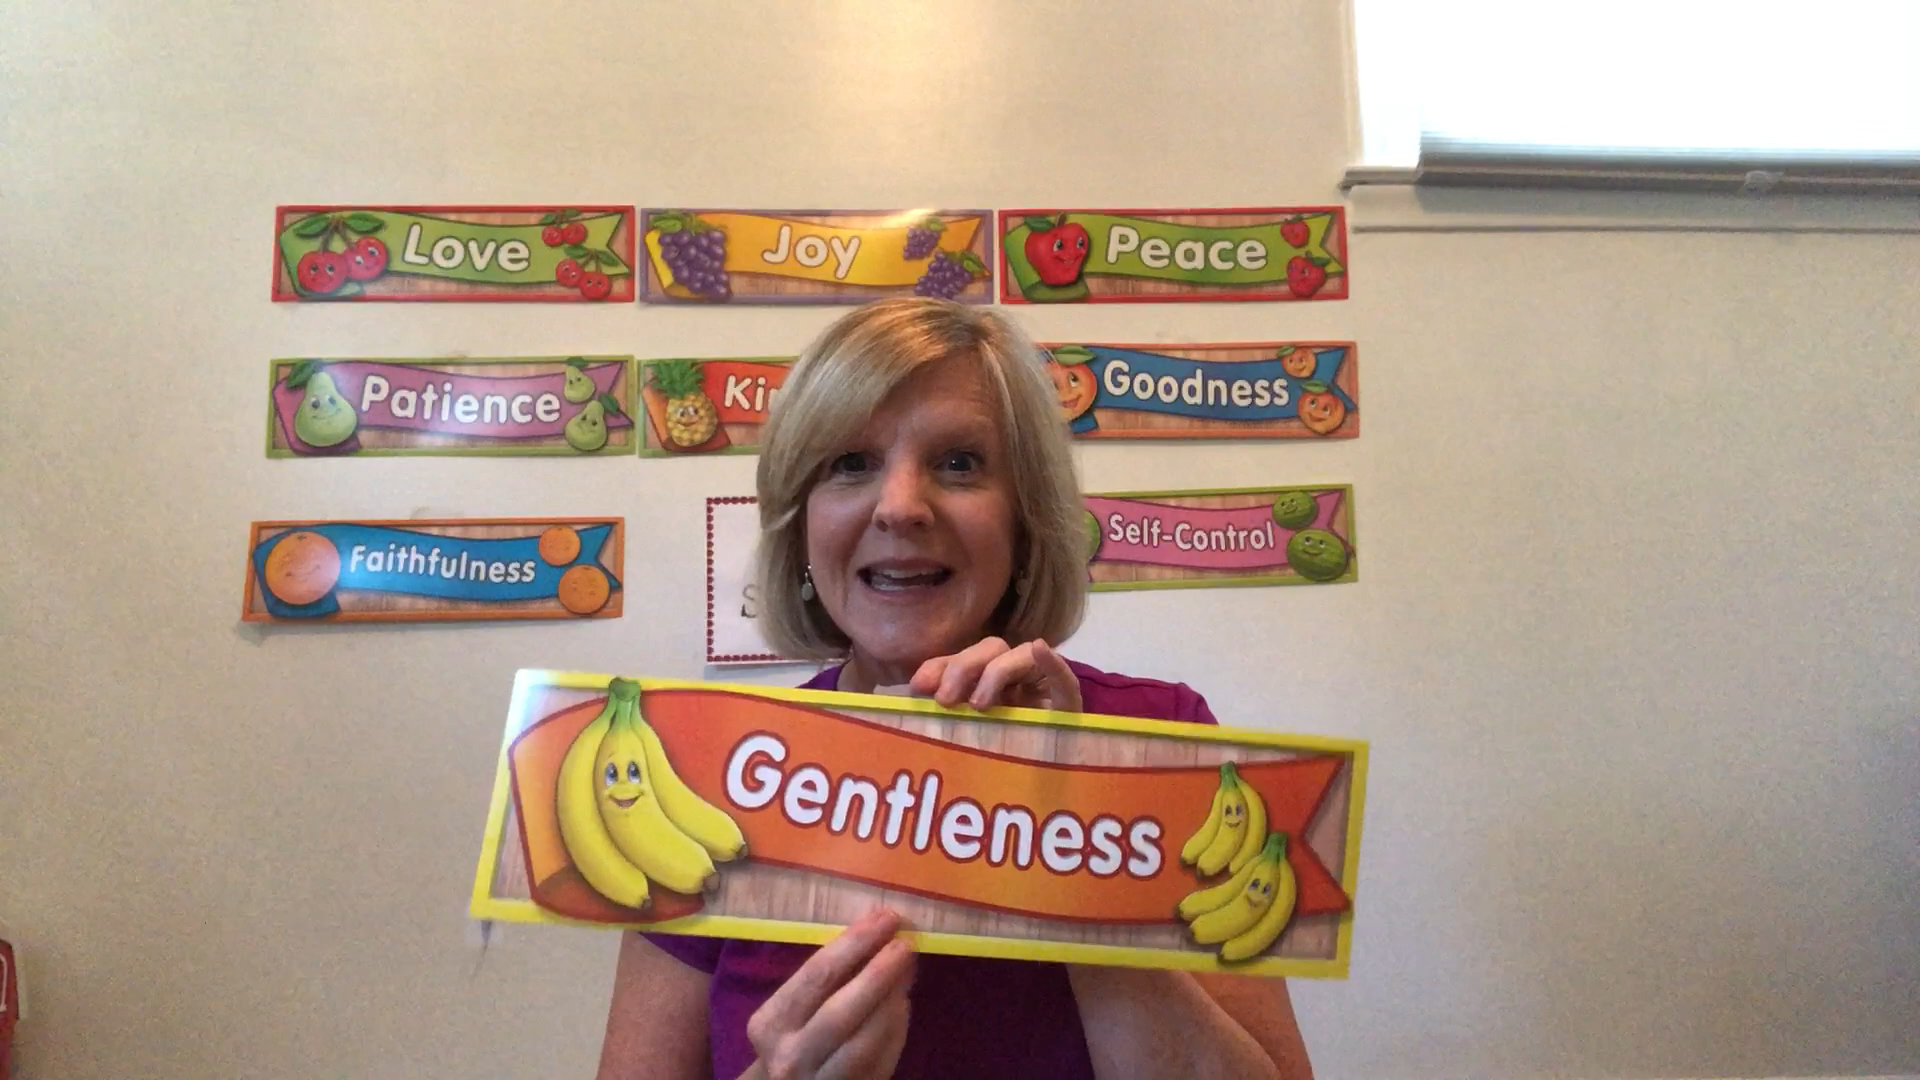 Love
Joy
Peace
Patience
Goodness
Faithfulness
Self-Control
Gentleness